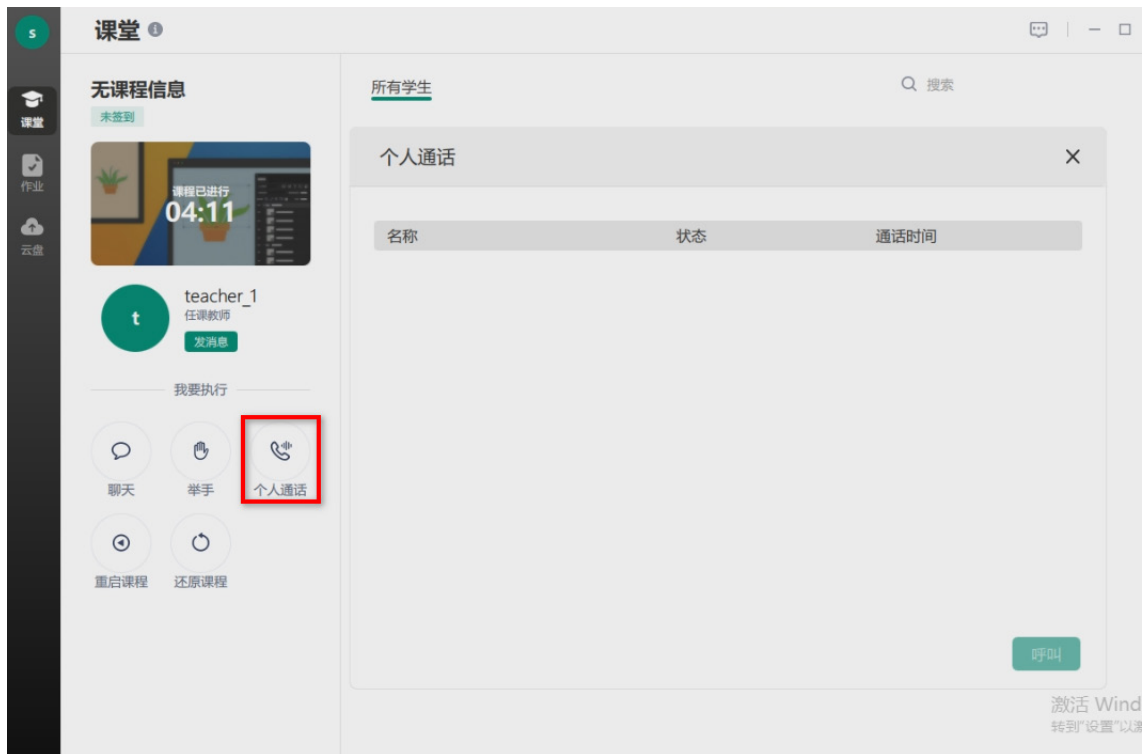 s
课堂
课堂
作业
云盘
无课程信息
未签到
课程已进行
04:11
t
teacher_1
任课教师
发消息
我要执行
聊天
举手
个人通话
重启课程
还原课程
所有学生
搜索
个人通话
名称
状态
通话时间
呼叫
激活 Wind
转到"设置"以激